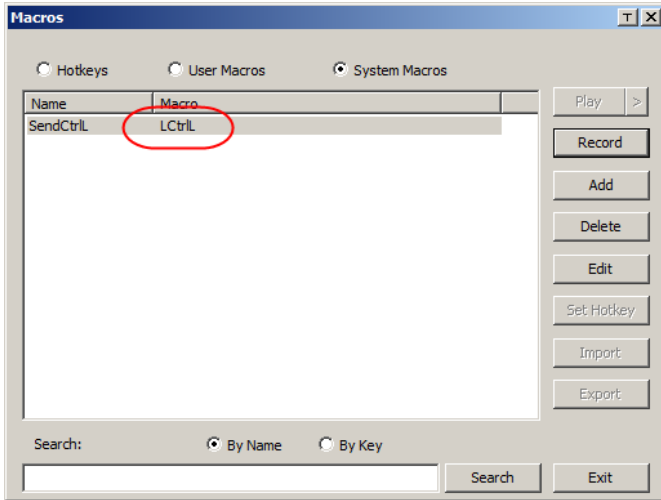 Macros
Hotkeys User Macros System Macros
Name Macro
SendCtrlL LCtrlL
Play >
Record
Add
Delete
Edit
Set Hotkey
Import
Export
Search: By Name By Key
Search Exit